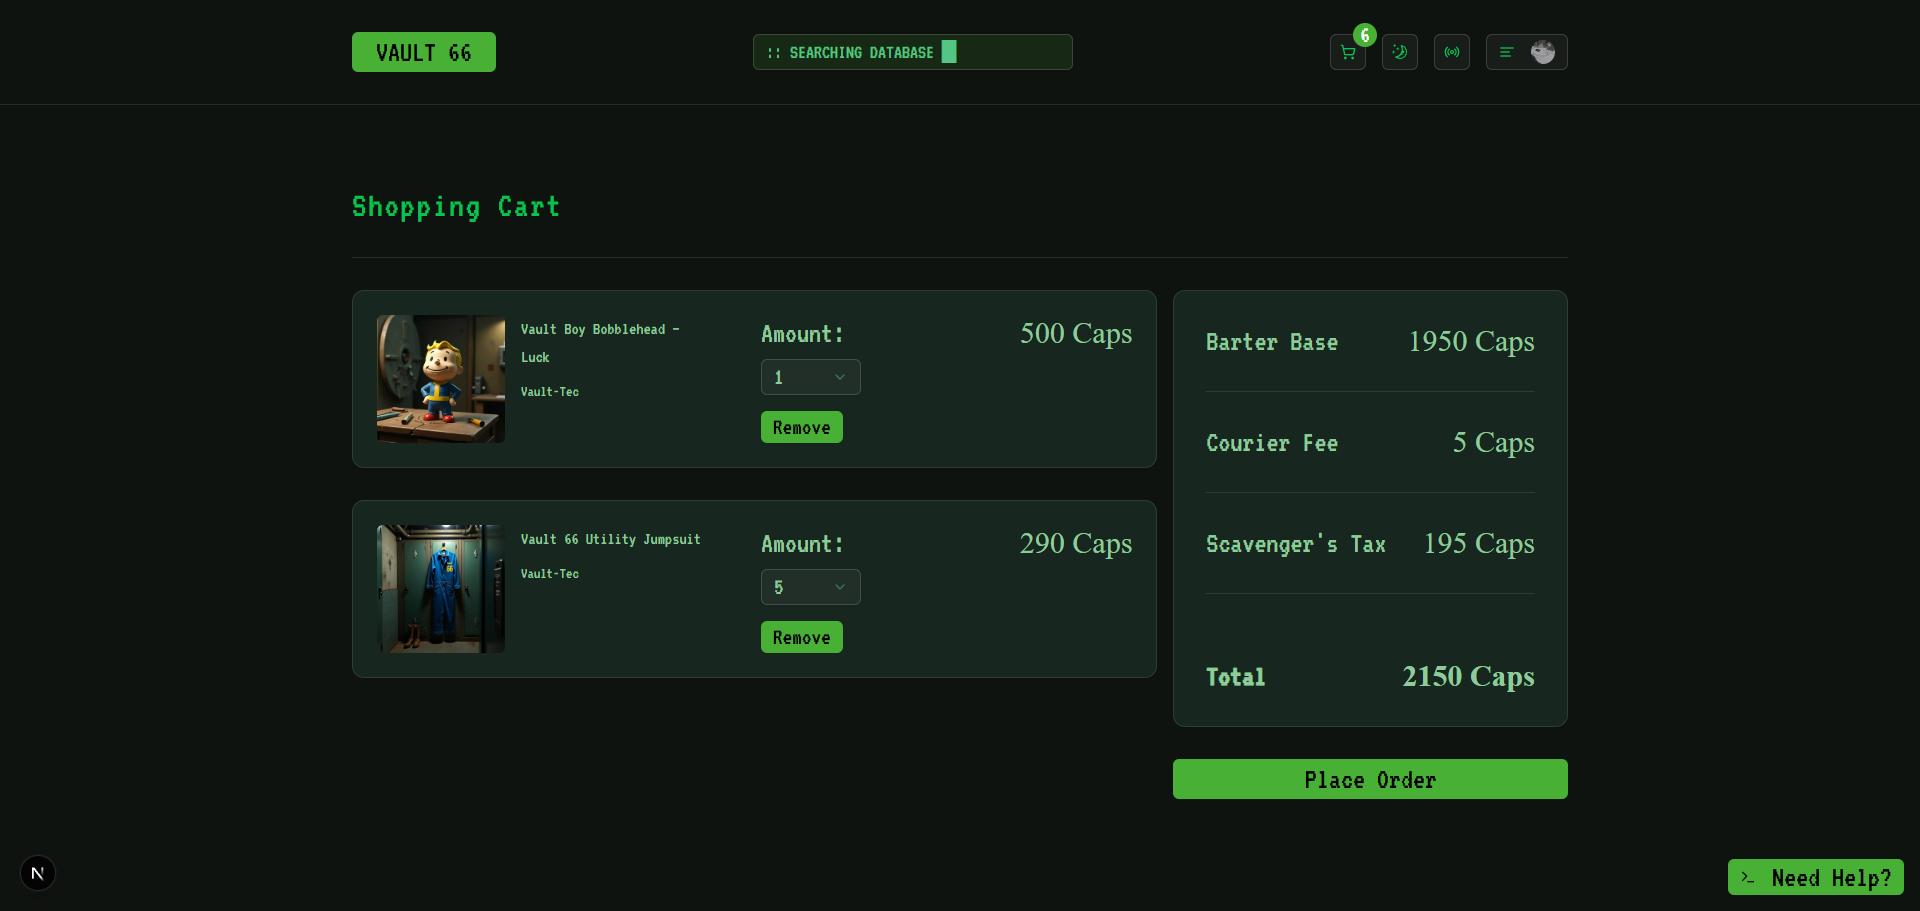 VAULT 66
:: SEARCHING DATABASE
6
Shopping Cart
Vault Boy Bobblehead –
Luck
Vault-Tec
Amount:
1
Remove
500 Caps
Vault 66 Utility Jumpsuit
Vault-Tec
Amount:
5
Remove
290 Caps
66
Barter Base 1950 Caps
Courier Fee 5 Caps
Scavenger's Tax 195 Caps
Total 2150 Caps
Place Order
N
>_ Need Help?